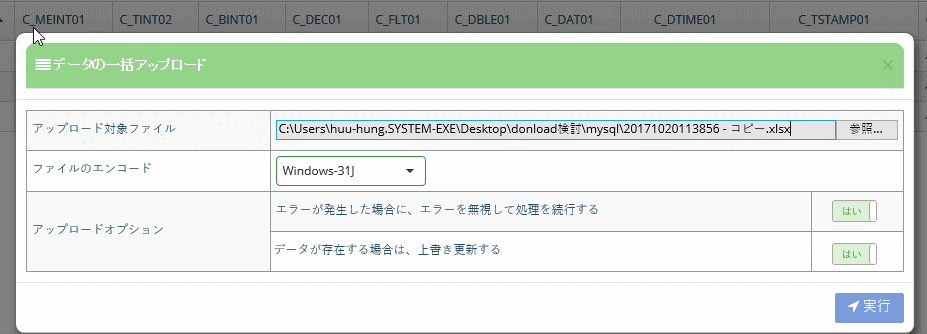 C_MEINT01 C_TINT02 C_BINT01 C_DEC01 C_FLT01 C_DBLE01 C_DAT01 C_DTIME01 C_TSTAMP01
データの一括アップロード ×
アップロード対象ファイル C:\Users\huu-hung.SYSTEM-EXE\Desktop\donload検討\mysql\20171020113856 - コピー.xlsx 参照...
ファイルのエンコード Windows-31J
エラーが発生した場合に、エラーを無視して処理を続行する はい
アップロードオプション
データが存在する場合は、上書き更新する はい
実行